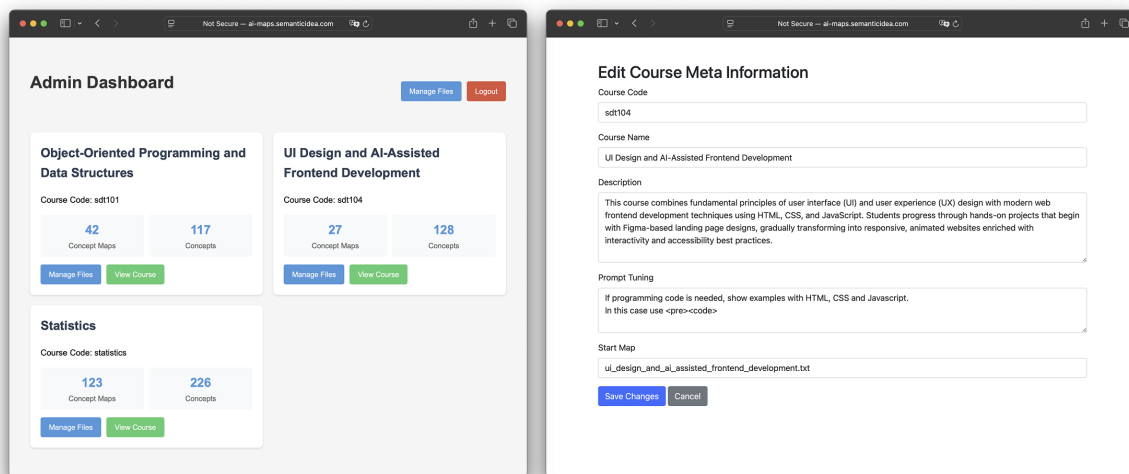 Not Secure — ai-maps.semanticidea.com
Admin Dashboard
Manage Files
Logout
Object-Oriented Programming and
Data Structures
Course Code: sdt101
42
Concept Maps
117
Concepts
Manage Files
View Course
UI Design and AI-Assisted
Frontend Development
Course Code: sdt104
27
Concept Maps
128
Concepts
Manage Files
View Course
Statistics
Course Code: statistics
123
Concept Maps
226
Concepts
Manage Files
View Course
Not Secure — ai-maps.semanticidea.com
Edit Course Meta Information
Course Code
sdt104
Course Name
UI Design and AI-Assisted Frontend Development
Description
This course combines fundamental principles of user interface (UI) and user experience (UX) design with modern web
frontend development techniques using HTML, CSS, and JavaScript. Students progress through hands-on projects that begin
with Figma-based landing page designs, gradually transforming into responsive, animated websites enriched with
interactivity and accessibility best practices.
Prompt Tuning
If programming code is needed, show examples with HTML, CSS and Javascript.
In this case use <pre><code>
Start Map
ui_design_and_ai_assisted_frontend_development.txt
Save Changes
Cancel